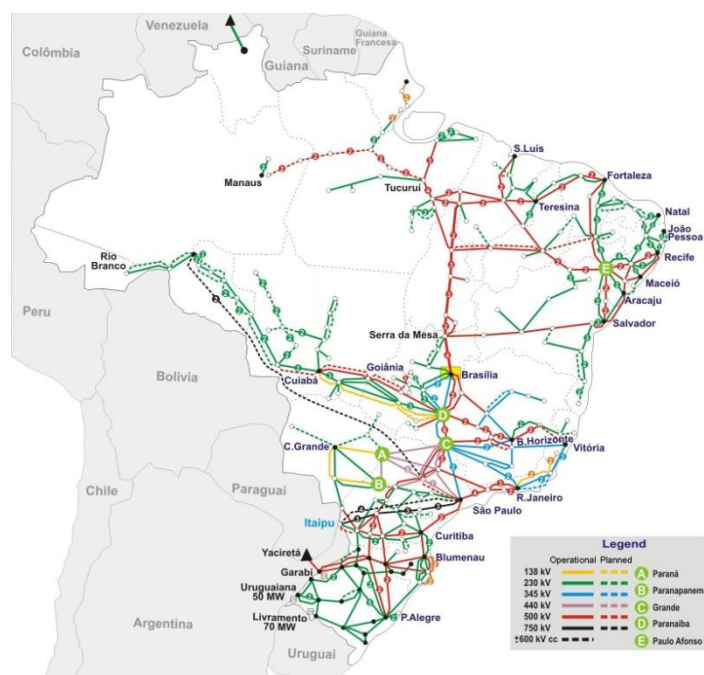 Venezuela
Guiana
Francesa
Suriname
Colômbia
Guiana
S.Luis
Fortaleza
Manaus
Tucuruí
Teresina
Natal
João
Pessoa
Rio
Branco
Recife
E
Maceió
Aracaju
Peru
Salvador
Serra da Mesa
Bolivia
Goiânia
Cuiabá
Brasília
D
B.Horizonte
C.Grande
C
Vitória
A
Chile
Paraguai
B
R.Janeiro
São Paulo
Itaipu
Curitiba
Yaciretá
Blumenau
Garabi
Uruguaiana
50 MW
Livramento
70 MW
P.Alegre
Argentina
Uruguai
Legend
Operational Planned
138 kV A Paraná
230 kV
345 kV B Paranapanema
440 kV C Grande
500 kV D Paranaíba
750 kV
±600 kV cc E Paulo Afonso